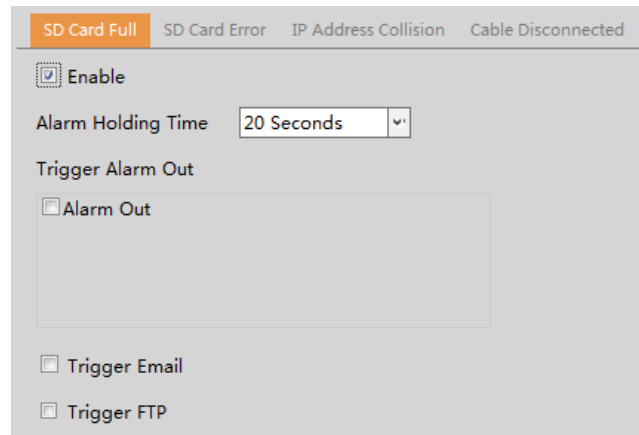 SD Card Full SD Card Error IP Address Collision Cable Disconnected
Enable
Alarm Holding Time 20 Seconds
Trigger Alarm Out
Alarm Out
Trigger Email
Trigger FTP